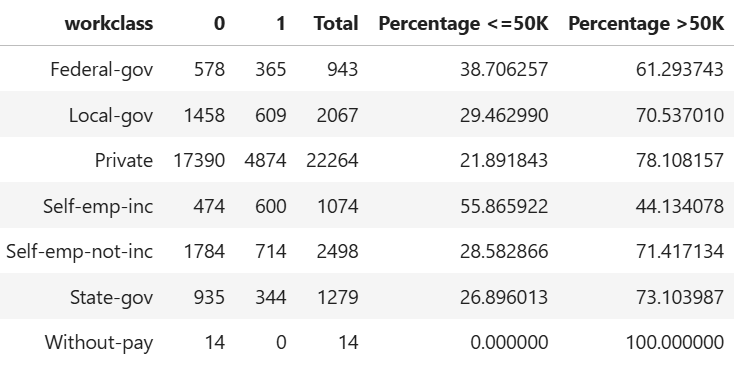 workclass 0 1 Total Percentage <=50K Percentage >50K
Federal-gov 578 365 943 38.706257 61.293743
Local-gov 1458 609 2067 29.462990 70.537010
Private 17390 4874 22264 21.891843 78.108157
Self-emp-inc 474 600 1074 55.865922 44.134078
Self-emp-not-inc 1784 714 2498 28.582866 71.417134
State-gov 935 344 1279 26.896013 73.103987
Without-pay 14 0 14 0.000000 100.000000